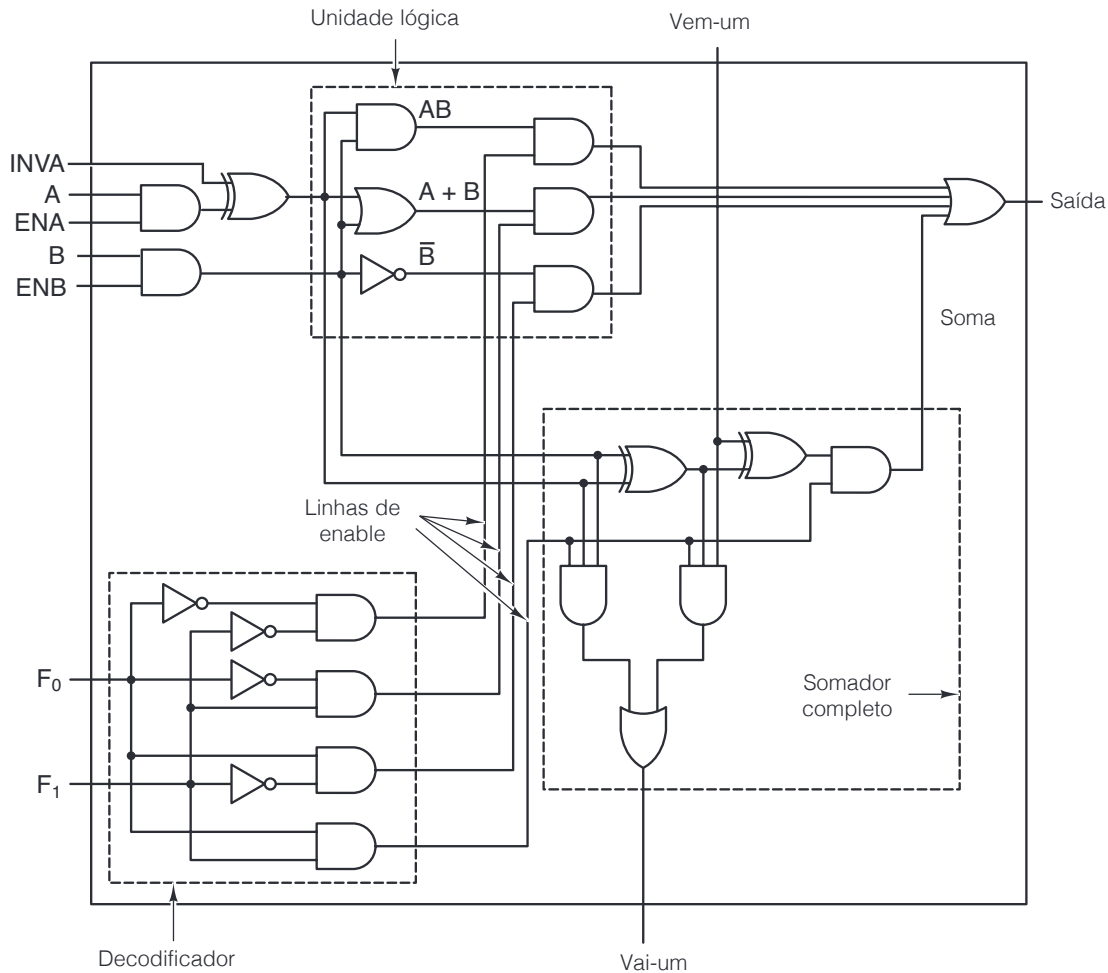 Unidade lógica
Vem-um
AB
INVA
A
ENA
A + B
Saída
B
ENB
B̅
Soma
Linhas de
enable
F₀
Somador
completo
F₁
Decodificador
Vai-um